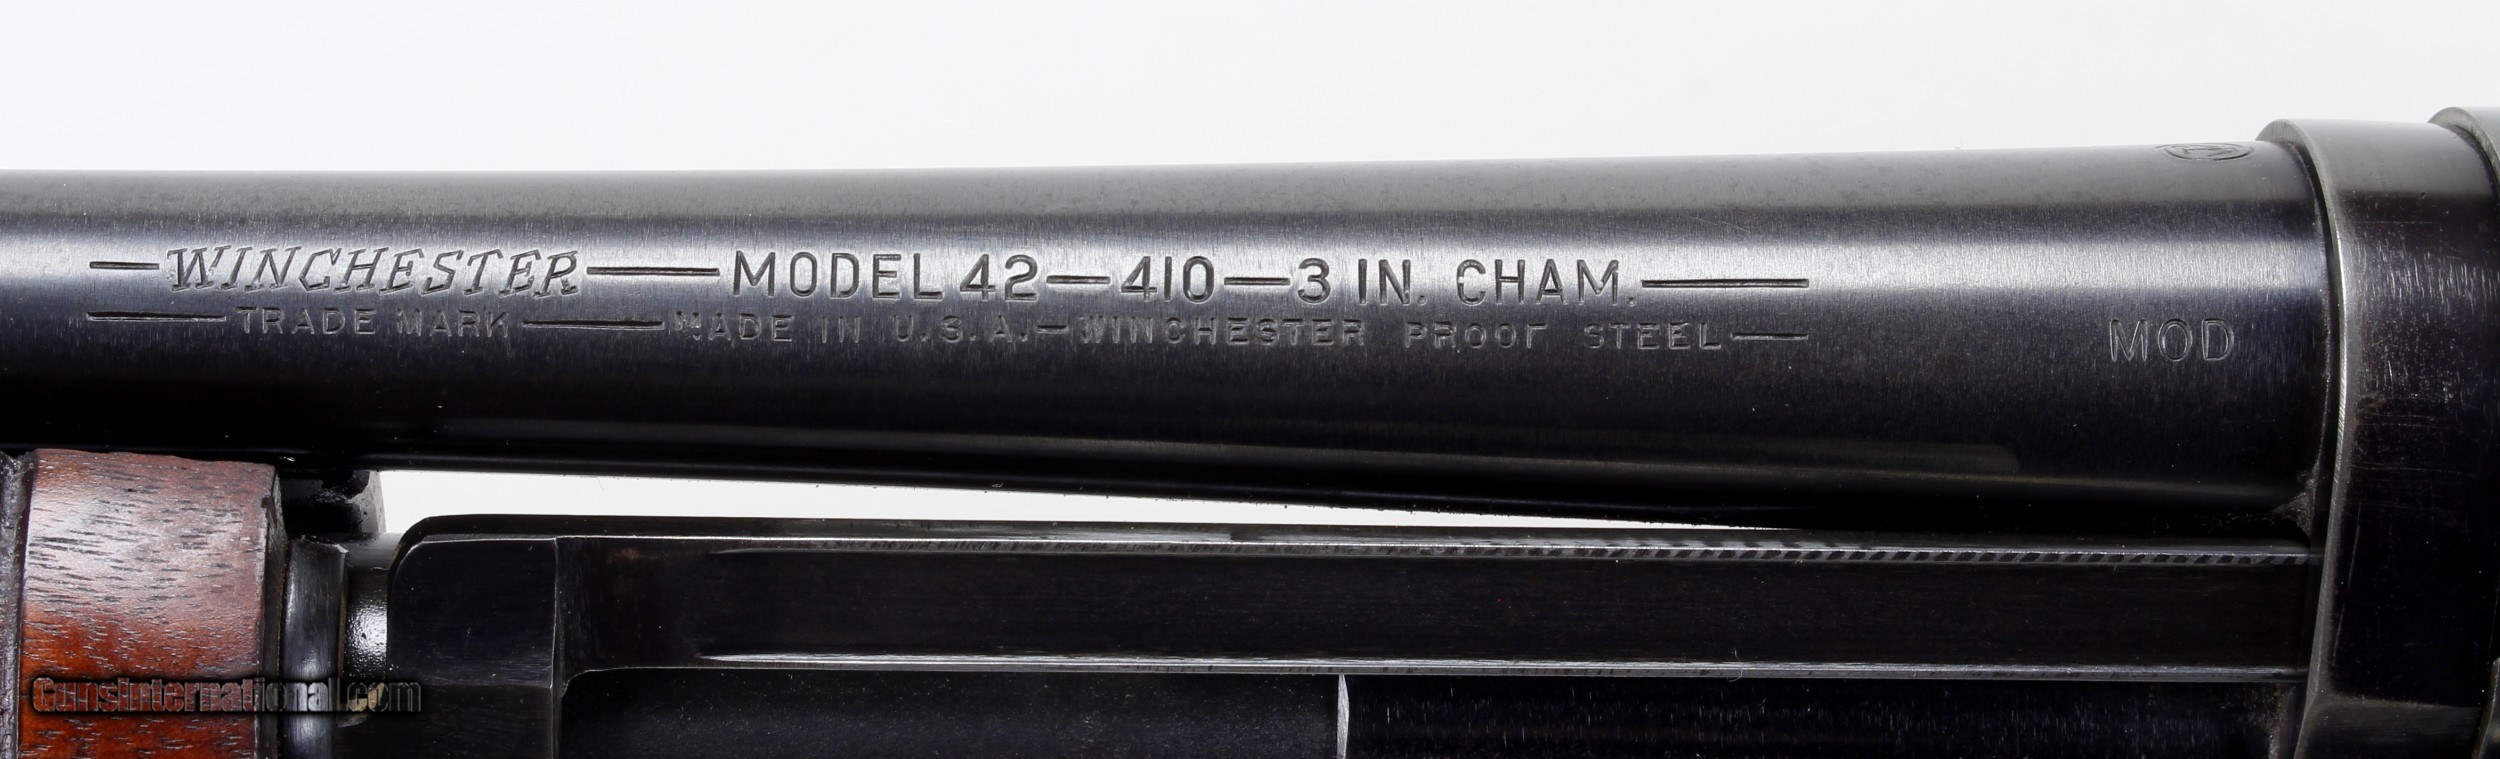 WINCHESTER — MODEL 42 — 410 — 3 IN. CHAM. —
TRADE MARK — MADE IN U.S.A. — WINCHESTER PROOF STEEL —
MOD
GunsInternational.com